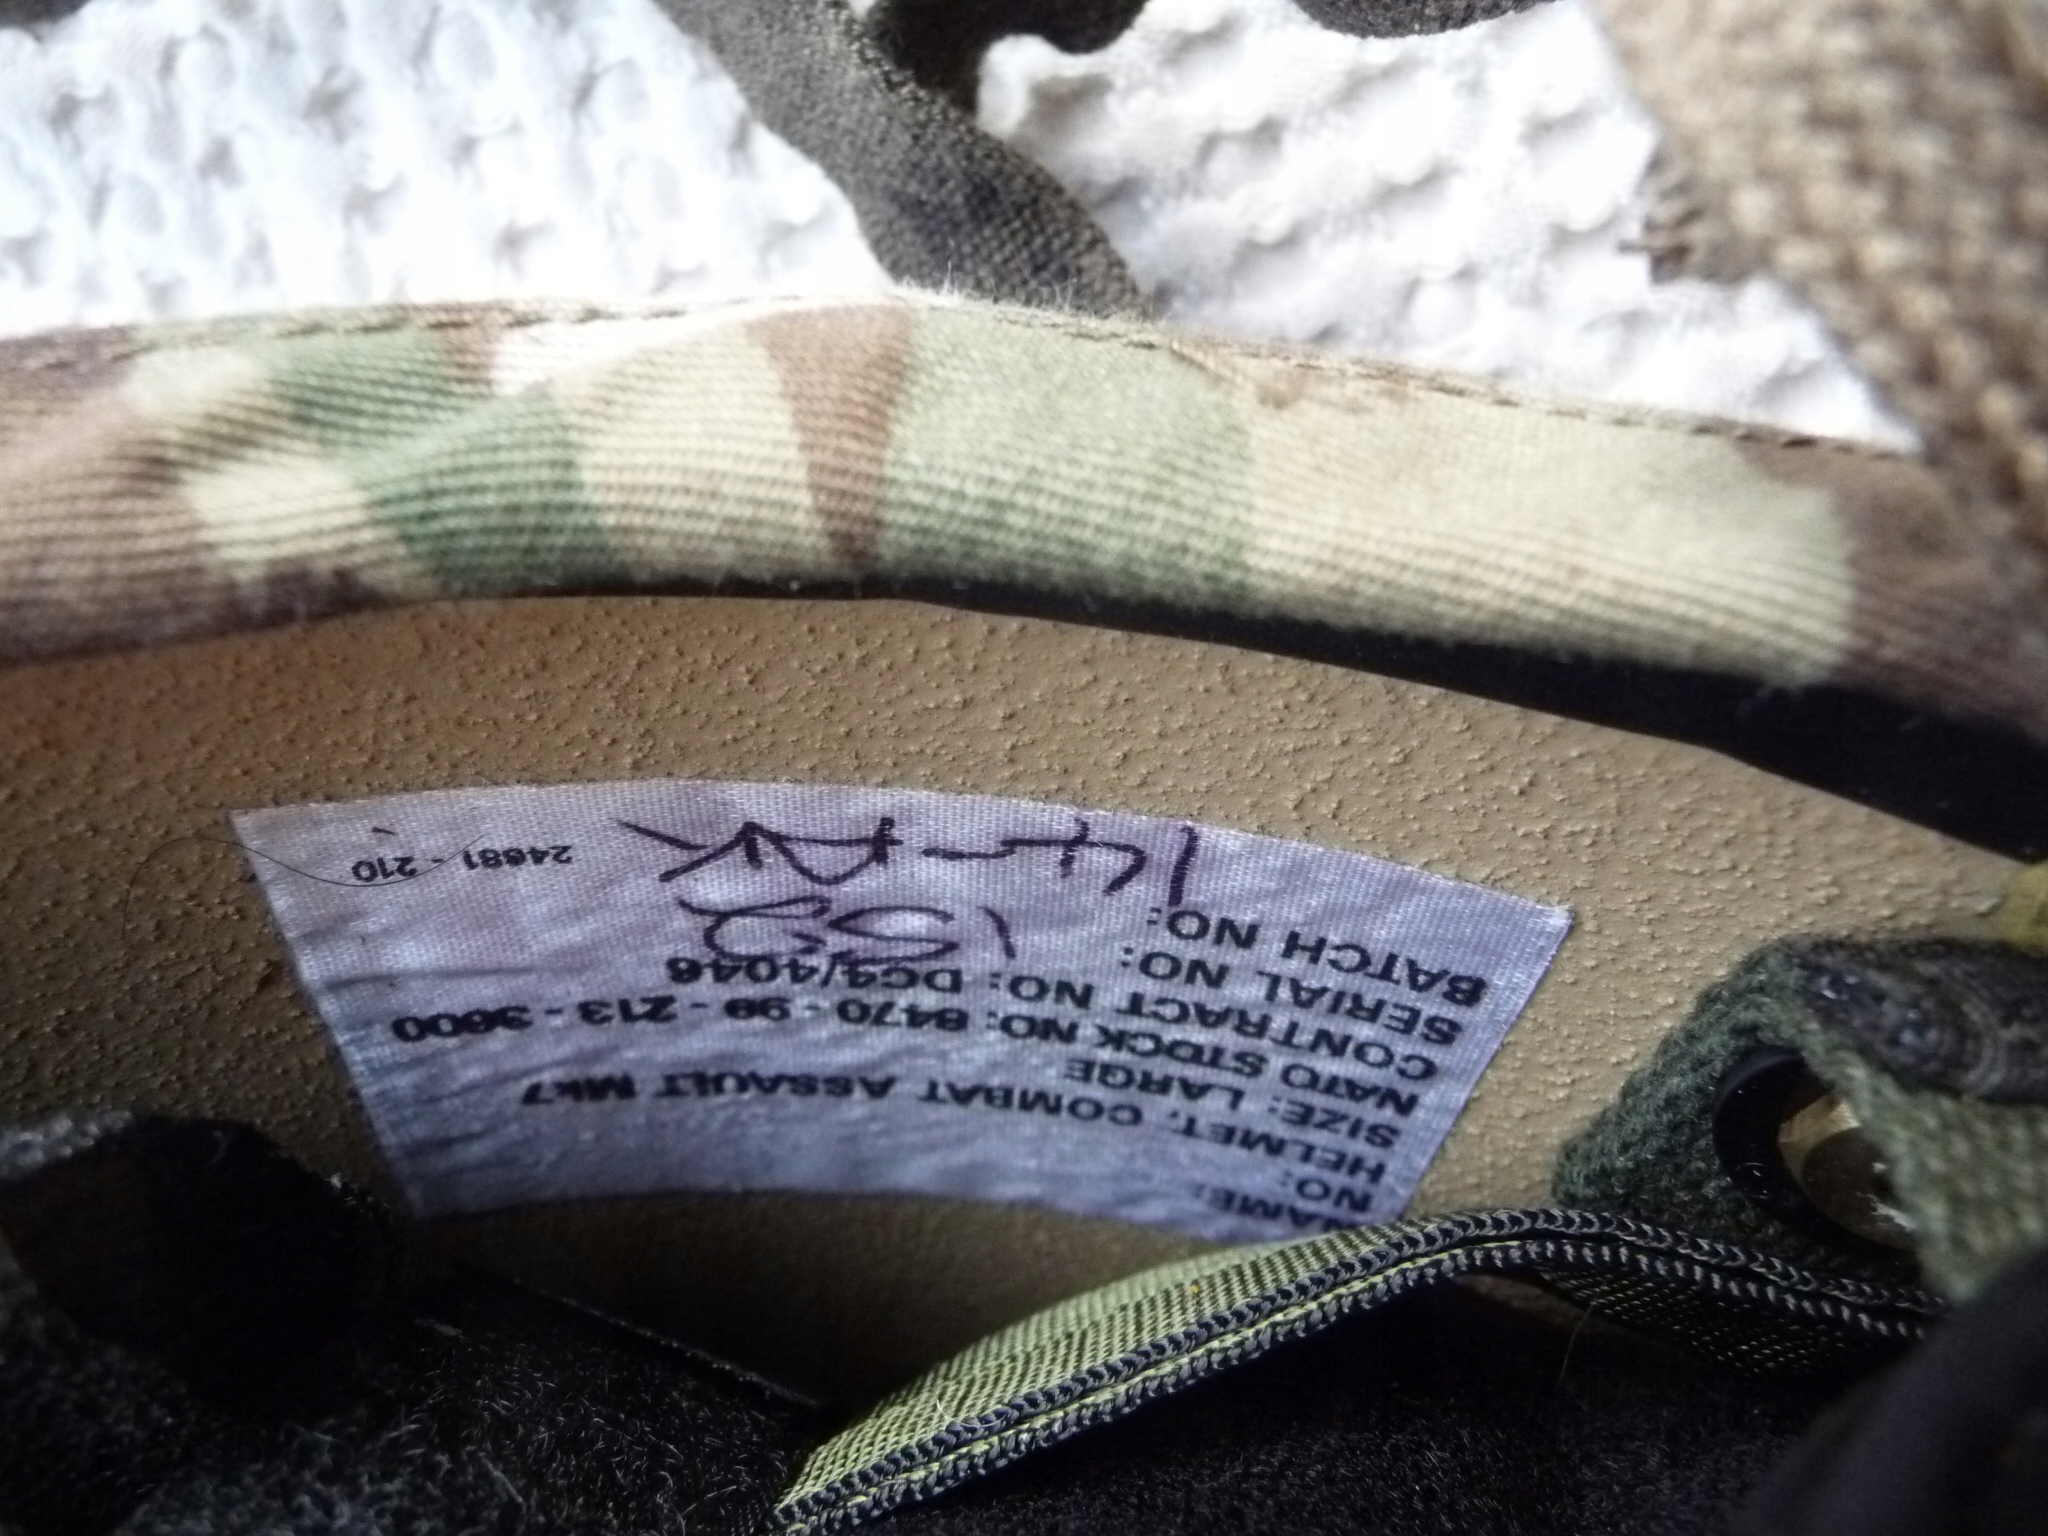 NAME:
NO:
HELMET, COMBAT ASSAULT Mk7
SIZE: LARGE
NATO STOCK NO: 8470 - 99 - 213 - 3600
CONTRACT NO: DC4/4046
SERIAL NO: 152
BATCH NO: 14-AK
24681 - 210